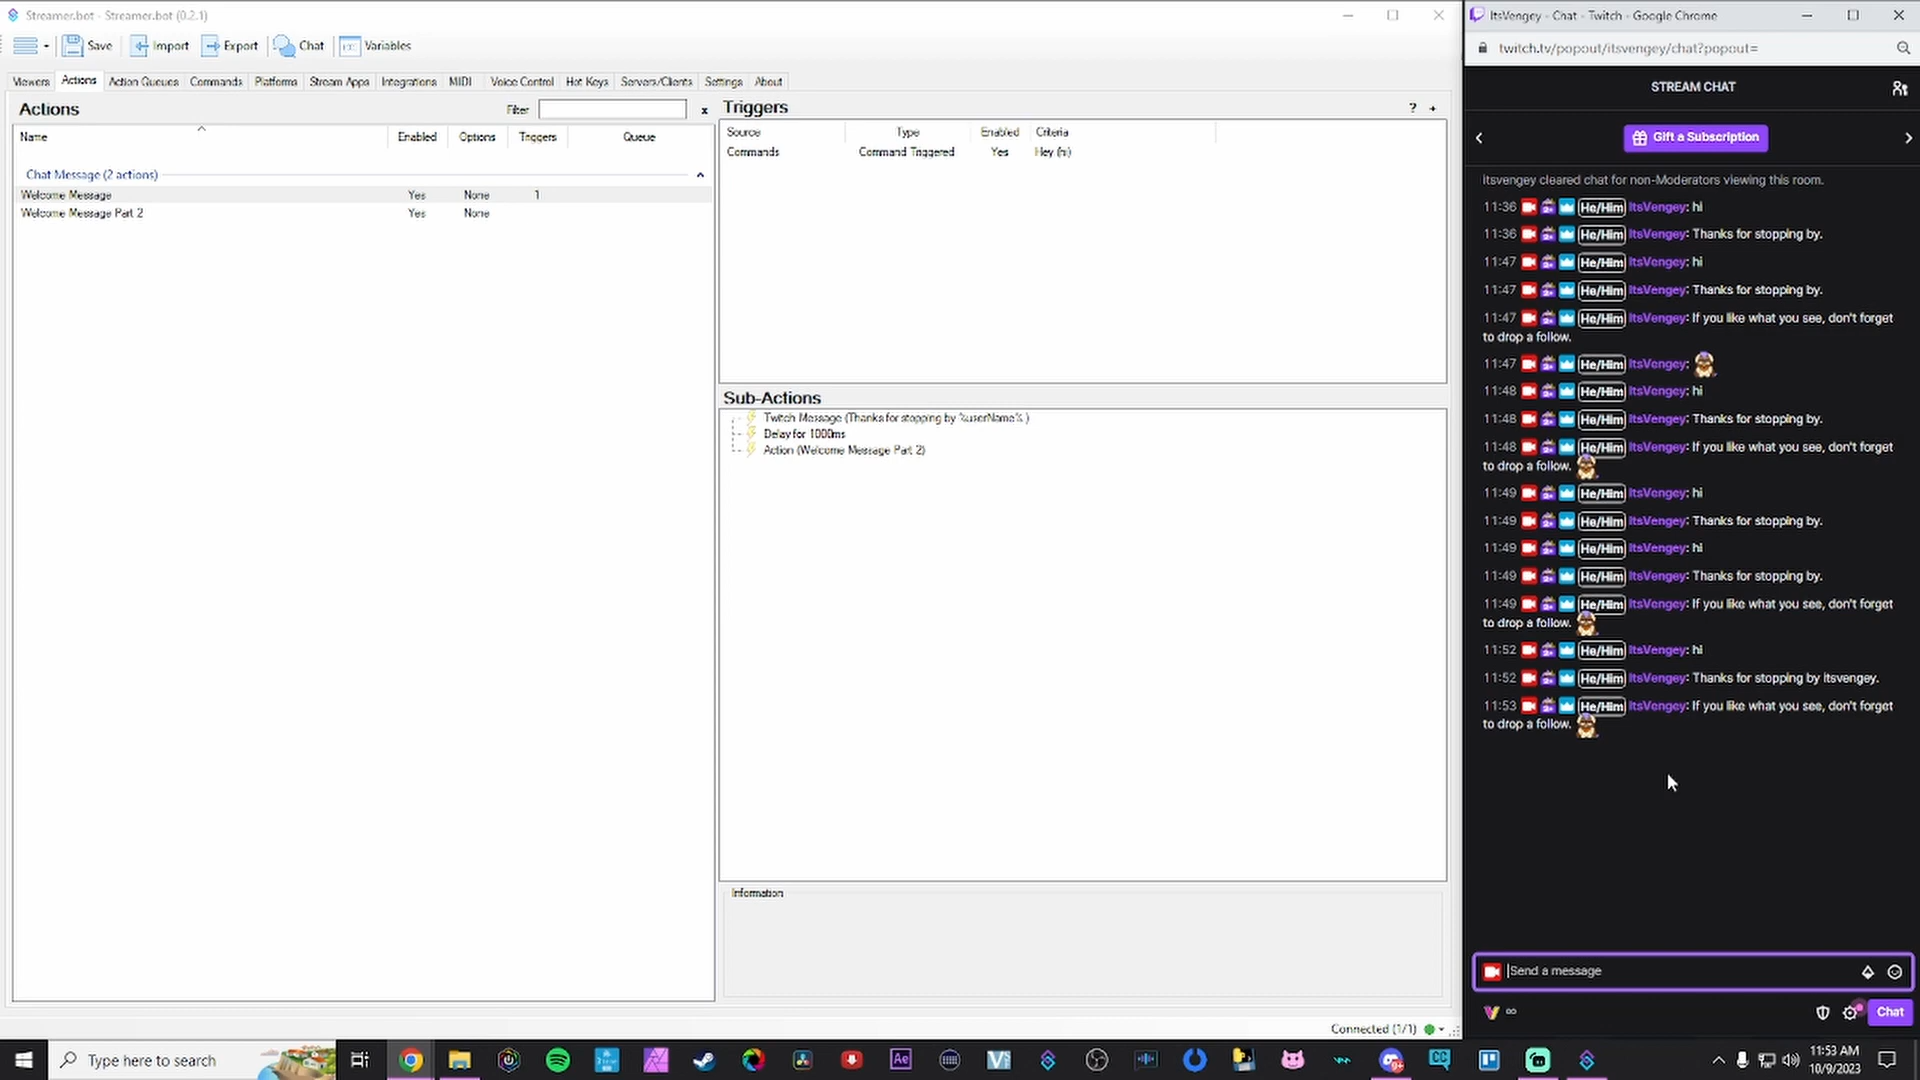 Streamer.bot - Streamer.bot (0.2.1)
Save
Import
Export
Chat
Variables
Viewers
Actions
Action Queues
Commands
Platforms
Stream Apps
Integrations
MIDI
Voice Control
Hot Keys
Servers/Clients
Settings
About
Actions
Filter
x
Name Enabled Options Triggers Queue
Chat Message (2 actions)
Welcome Message Yes None 1
Welcome Message Part 2 Yes None
Triggers
? +
Source Type Enabled Criteria
Commands Command Triggered Yes Hey (hi)
Sub-Actions
Twitch Message (Thanks for stopping by %userName% )
Delay for 1000ms
Action (Welcome Message Part 2)
Information
Connected (1/1)
ItsVengey - Chat - Twitch - Google Chrome
twitch.tv/popout/itsvengey/chat?popout=
STREAM CHAT
Gift a Subscription
itsvengey cleared chat for non-Moderators viewing this room.
11:36 He/Him ItsVengey: hi
11:36 He/Him ItsVengey: Thanks for stopping by.
11:47 He/Him ItsVengey: hi
11:47 He/Him ItsVengey: Thanks for stopping by.
11:47 He/Him ItsVengey: If you like what you see, don't forget
to drop a follow.
11:47 He/Him ItsVengey:
11:48 He/Him ItsVengey: hi
11:48 He/Him ItsVengey: Thanks for stopping by.
11:48 He/Him ItsVengey: If you like what you see, don't forget
to drop a follow.
11:49 He/Him ItsVengey: hi
11:49 He/Him ItsVengey: Thanks for stopping by.
11:49 He/Him ItsVengey: hi
11:49 He/Him ItsVengey: Thanks for stopping by.
11:49 He/Him ItsVengey: If you like what you see, don't forget
to drop a follow.
11:52 He/Him ItsVengey: hi
11:52 He/Him ItsVengey: Thanks for stopping by itsvengey.
11:53 He/Him ItsVengey: If you like what you see, don't forget
to drop a follow.
Send a message
∞
Chat
Type here to search
Ae
CC
11:53 AM
10/9/2023